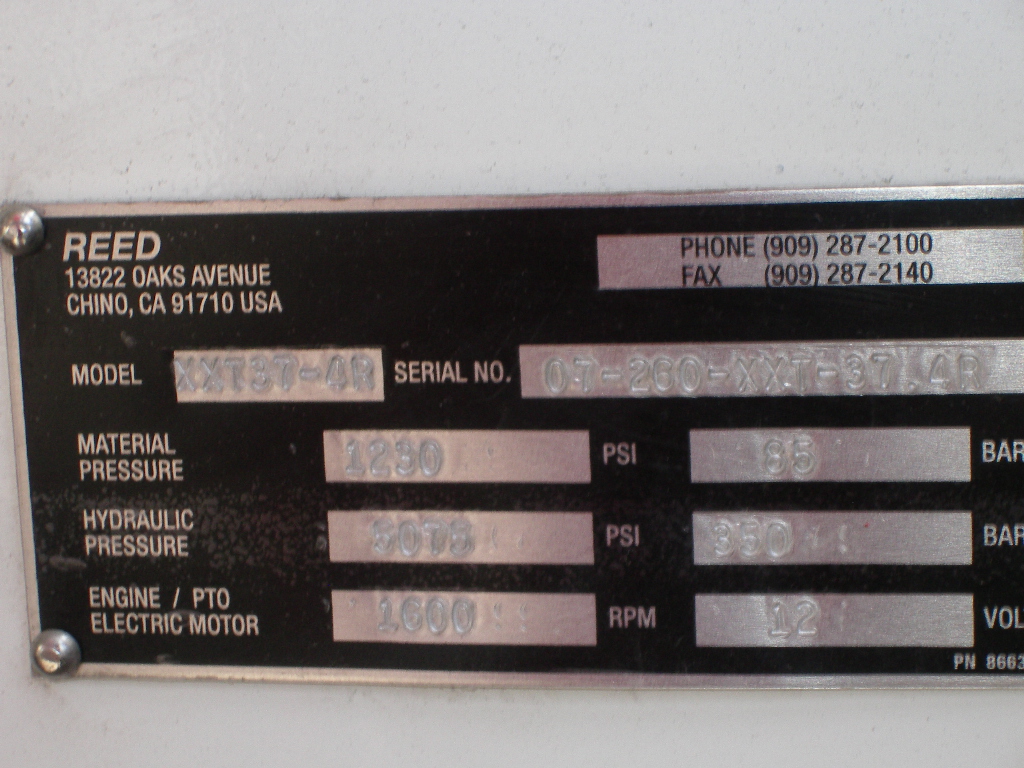 REED
13822 OAKS AVENUE
CHINO, CA 91710 USA
PHONE (909) 287-2100
FAX (909) 287-2140
MODEL XXT37-4R SERIAL NO. 07-260-XXT-37.4R
MATERIAL PRESSURE 1230 PSI 85 BAR
HYDRAULIC PRESSURE 5075 PSI 350 BAR
ENGINE / PTO
ELECTRIC MOTOR 1600 RPM 12 VOL
PN 8663